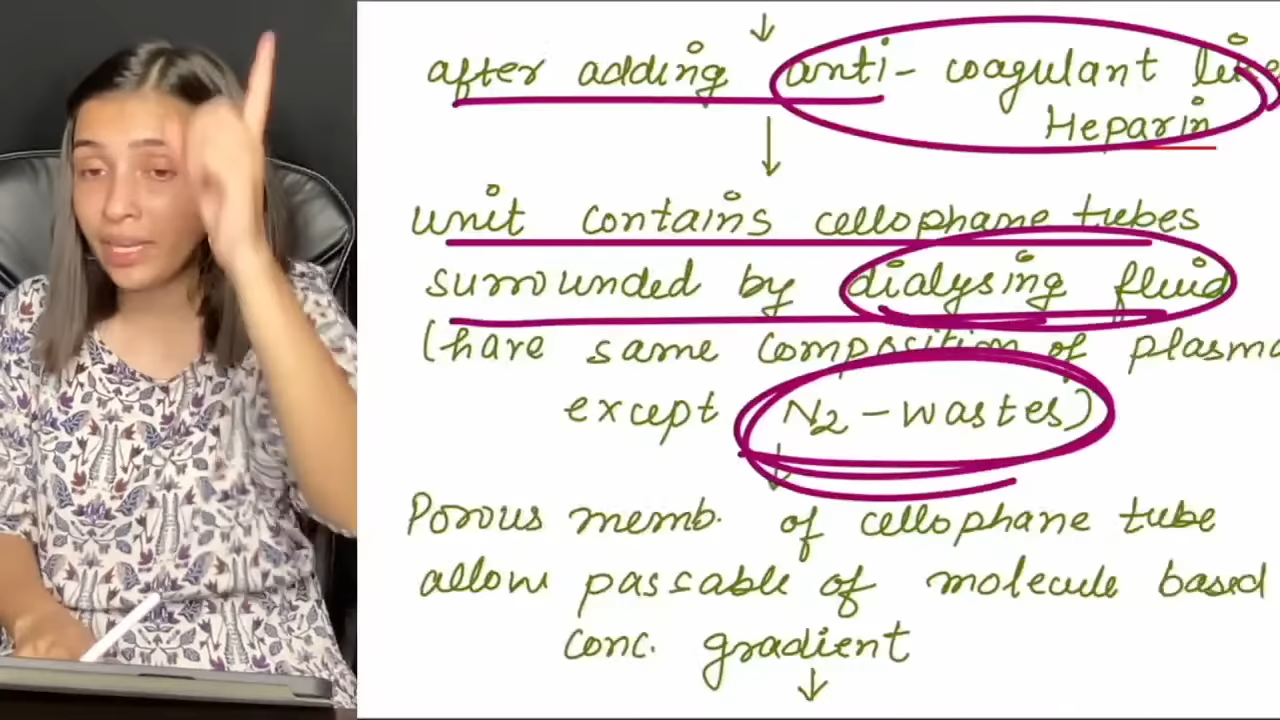 ↓
after adding anti- coagulant like
Heparin
↓
unit contains cellophane tubes
surrounded by dialysing fluid
(have same composition of plasma
except N2 - wastes)
↓
Porous memb. of cellophane tube
allow passable of molecule based
conc. gradient
↓